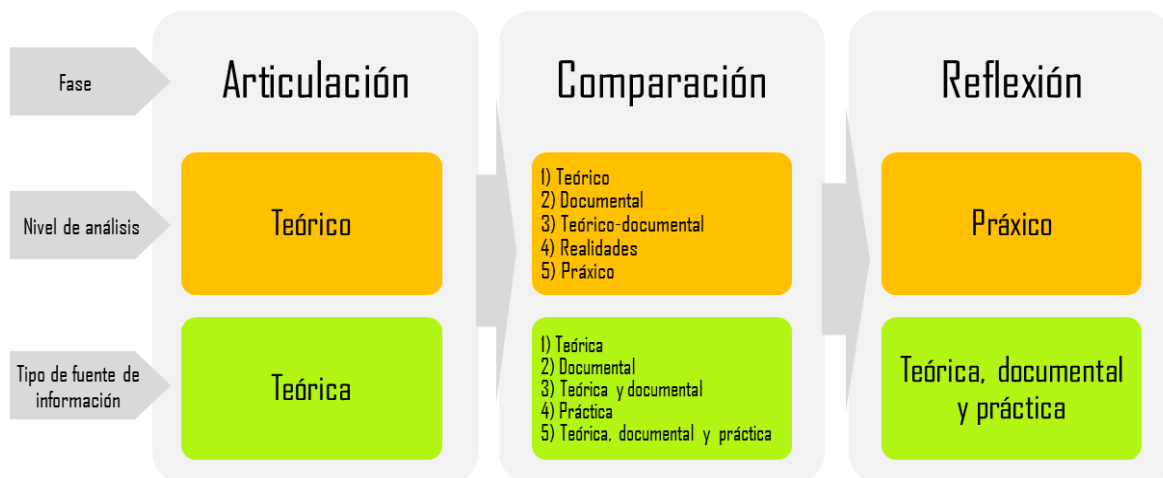 Fase
Articulación
Comparación
Reflexión
Nivel de análisis
Teórico
1) Teórico
2) Documental
3) Teórico-documental
4) Realidades
5) Práxico
Práxico
Tipo de fuente de
información
Teórica
1) Teórica
2) Documental
3) Teórica y documental
4) Práctica
5) Teórica, documental y práctica
Teórica, documental
y práctica